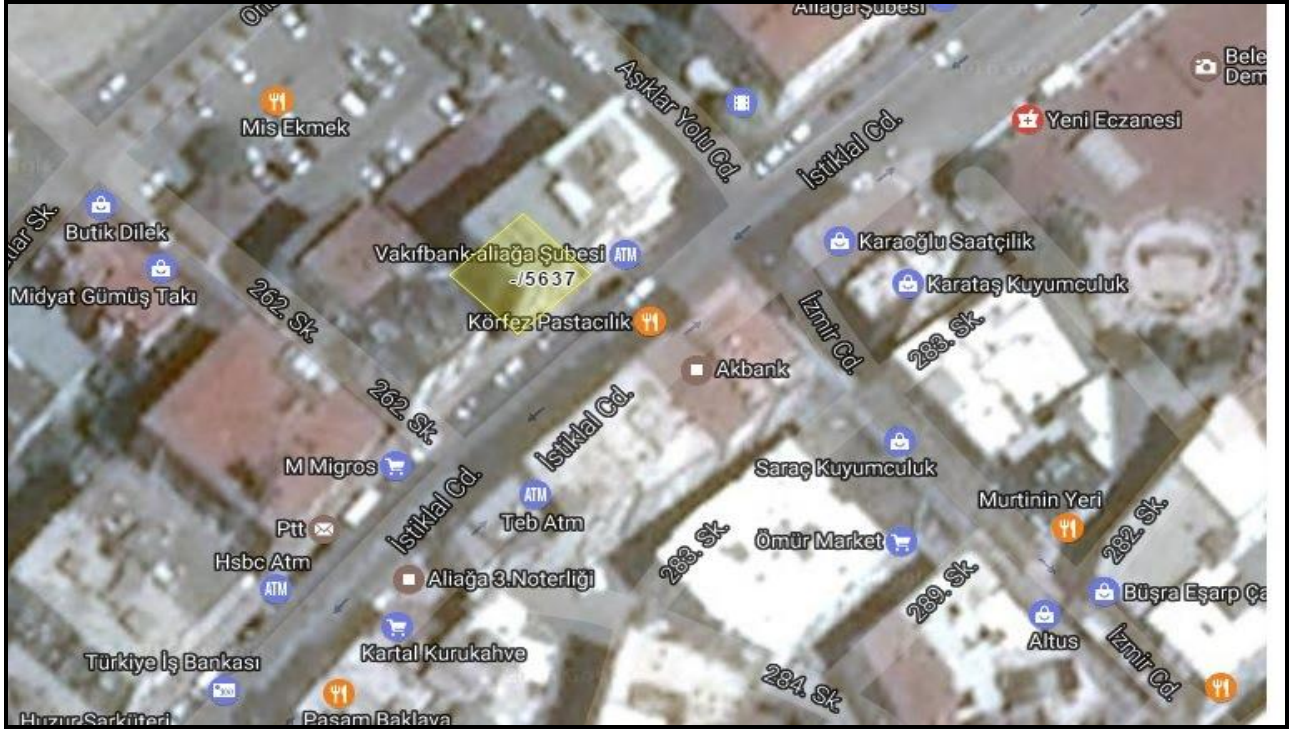 Aliağa Şubesi
Bele
Dem
Aşıklar Yolu Cd.
Mis Ekmek
Yeni Eczanesi
İstiklal Cd.
Butik Dilek
Midyat Gümüş Takı
Vakıfbank-aliağa Şubesi
ATM
-/5637
Karaoğlu Saatçilik
Karataş Kuyumculuk
262. Sk.
Körfez Pastacılık
İzmir Cd.
283. Sk.
Akbank
262. Sk.
İstiklal Cd.
M Migros
Saraç Kuyumculuk
İstiklal Cd.
ATM
Teb Atm
Murtinin Yeri
Ptt
283. Sk.
Ömür Market
282. Sk.
Hsbc Atm
ATM
Aliağa 3.Noterliği
289. Sk.
Büşra Eşarp Ça
Kartal Kurukahve
Altus
İzmir Cd.
Türkiye İş Bankası
284. Sk.
Huzur Şarküteri
Paşam Baklava